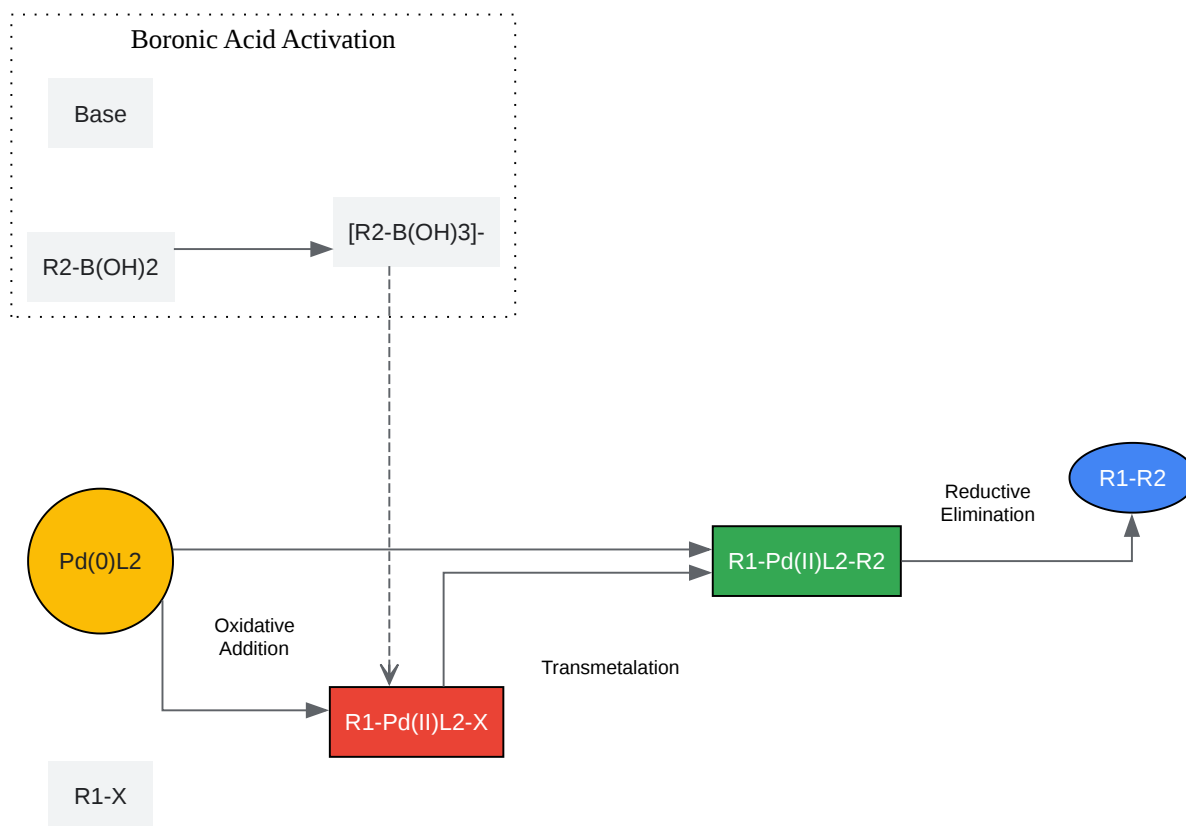 Boronic Acid Activation
Base
[R2-B(OH)3]-
R2-B(OH)2
R1-R2
Reductive
Elimination
Pd(0)L2
R1-Pd(II)L2-R2
Oxidative
Addition
Transmetalation
R1-Pd(II)L2-X
R1-X